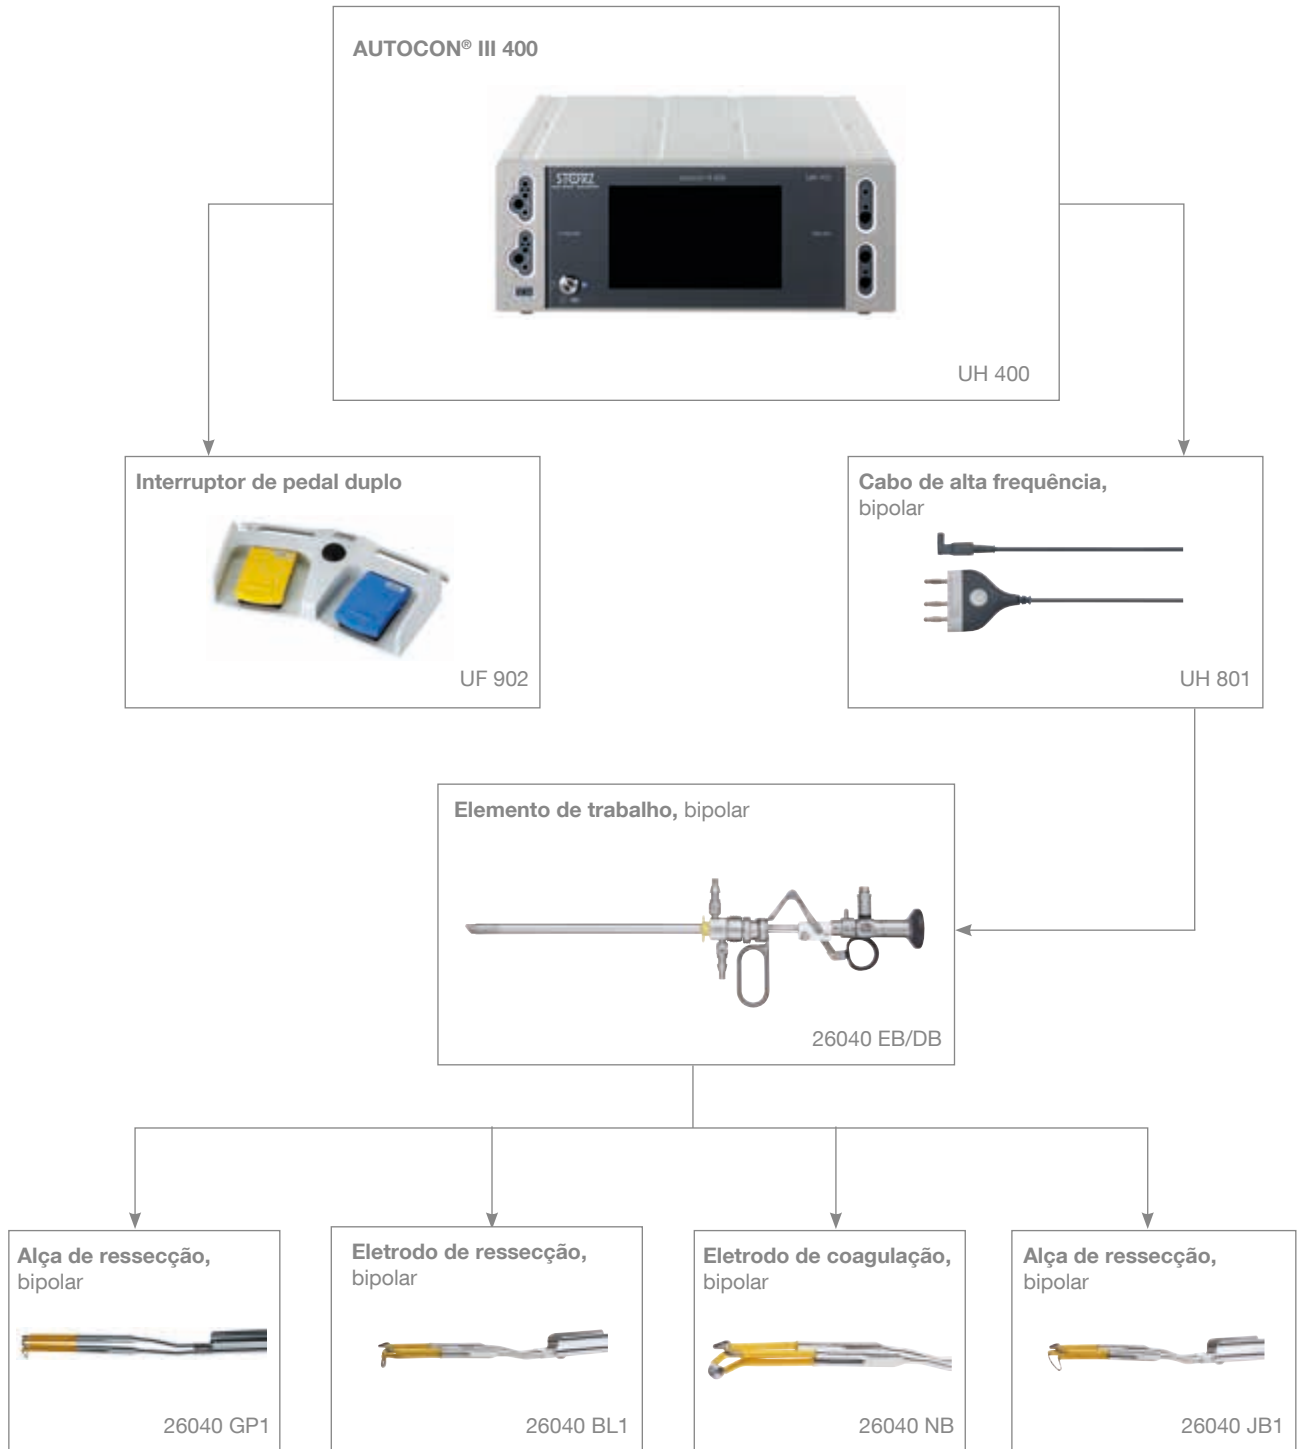 AUTOCON® III 400
STORZ
UH 400
Interruptor de pedal duplo
UF 902
Cabo de alta frequência,
bipolar
UH 801
Elemento de trabalho, bipolar
26040 EB/DB
Alça de ressecção,
bipolar
26040 GP1
Eletrodo de ressecção,
bipolar
26040 BL1
Eletrodo de coagulação,
bipolar
26040 NB
Alça de ressecção,
bipolar
26040 JB1